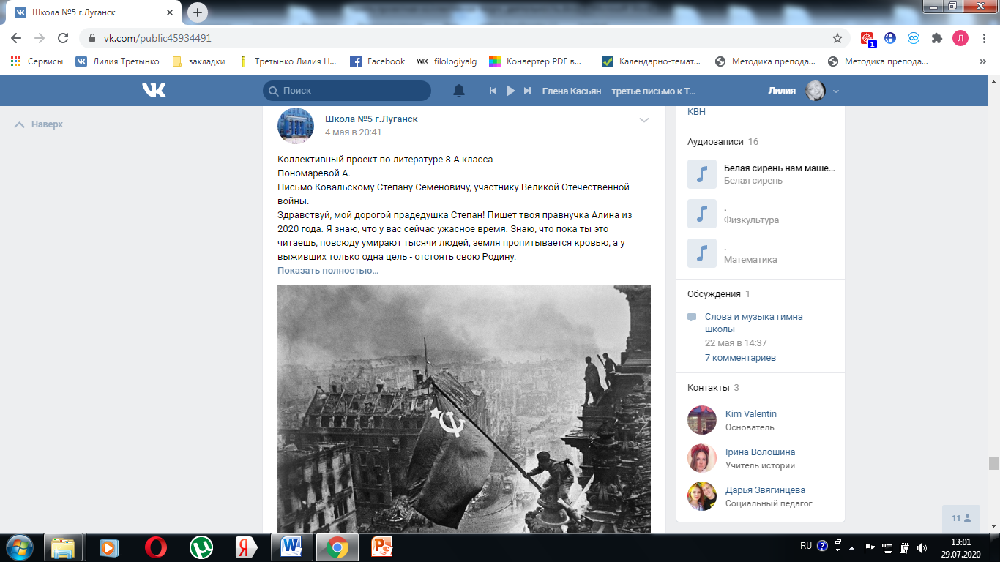 Школа №5 г.Луганск
vk.com/public45934491
1
Л
Сервисы
Лилия Третынко
закладки
Третынко Лилия Н...
Facebook
WIX filologiyalg
Конвертер PDF в...
Календарно-темат...
Методика препода...
Методика препода...
»
Поиск
Елена Касьян – третье письмо к Т...
Лилия
Наверх
Школа №5 г.Луганск
4 мая в 20:41
Коллективный проект по литературе 8-А класса
Пономаревой А.
Письмо Ковальскому Степану Семеновичу, участнику Великой Отечественной
войны.
Здравствуй, мой дорогой прадедушка Степан! Пишет твоя правнучка Алина из
2020 года. Я знаю, что у вас сейчас ужасное время. Знаю, что пока ты это
читаешь, повсюду умирают тысячи людей, земля пропитывается кровью, а у
выживших только одна цель - отстоять свою Родину.
Показать полностью...
КВН
Аудиозаписи 16
Белая сирень нам маше...
Белая сирень
.
Физкультура
.
Математика
Обсуждения 1
Слова и музыка гимна
школы
22 мая в 14:37
7 комментариев
Контакты 3
Kim Valentin
Основатель
Ірина Волошина
Учитель истории
Дарья Звягинцева
Социальный педагог
11
RU
13:01
29.07.2020